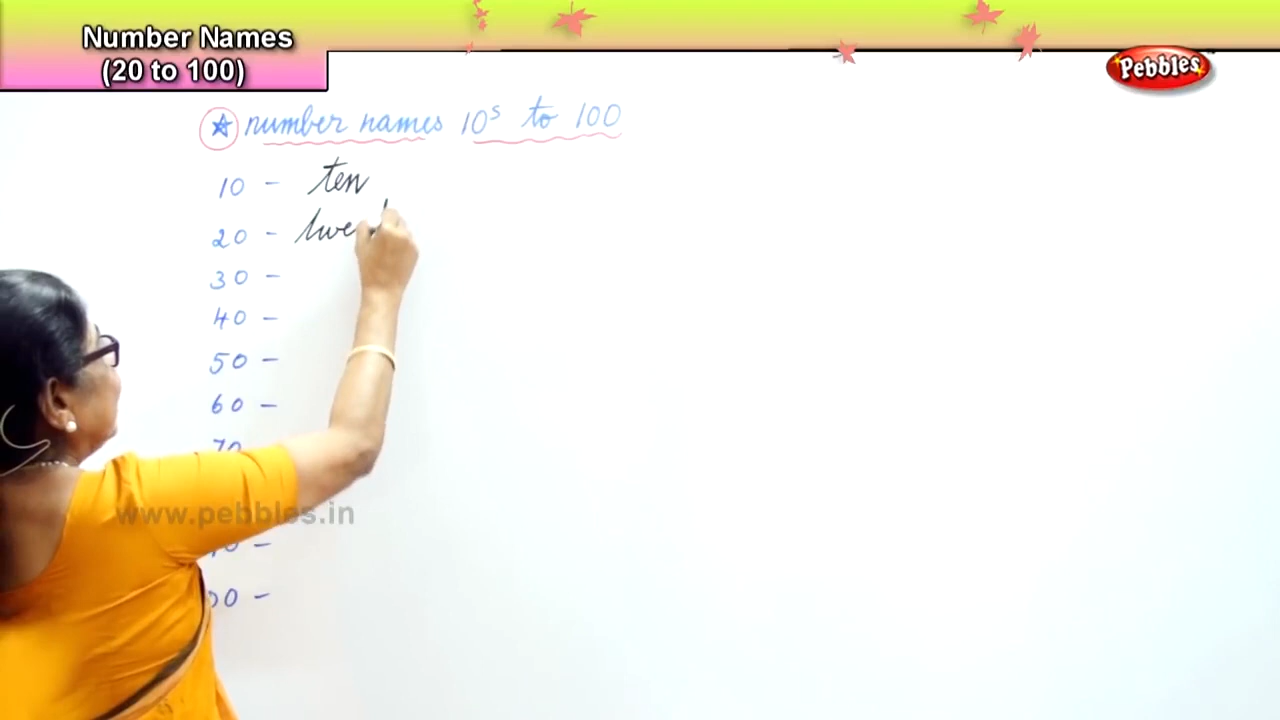 Number Names
(20 to 100)
Pebbles
number names 10s to 100
10 - ten
20 -
30 -
40 -
50 -
60 -
70
www.pebbles.in